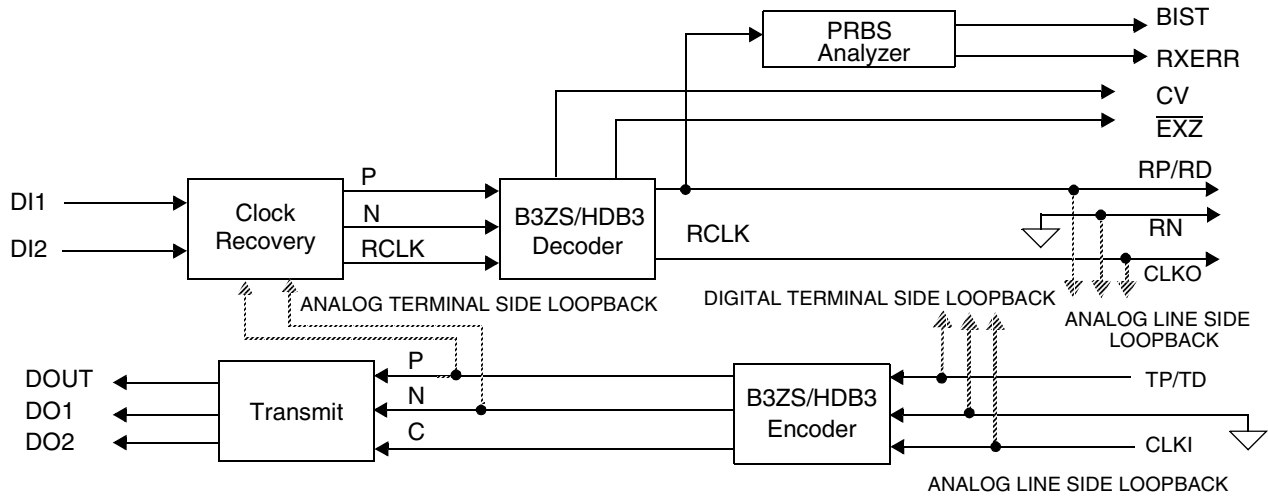 BIST
PRBS
Analyzer
RXERR
CV
EXZ
RP/RD
P
DI1
Clock
Recovery
N
B3ZS/HDB3
Decoder
RCLK
RN
DI2
RCLK
CLKO
ANALOG TERMINAL SIDE LOOPBACK
DIGITAL TERMINAL SIDE LOOPBACK
ANALOG LINE SIDE
LOOPBACK
P
DOUT
TP/TD
N
B3ZS/HDB3
Encoder
DO1
Transmit
C
DO2
CLKI
ANALOG LINE SIDE LOOPBACK